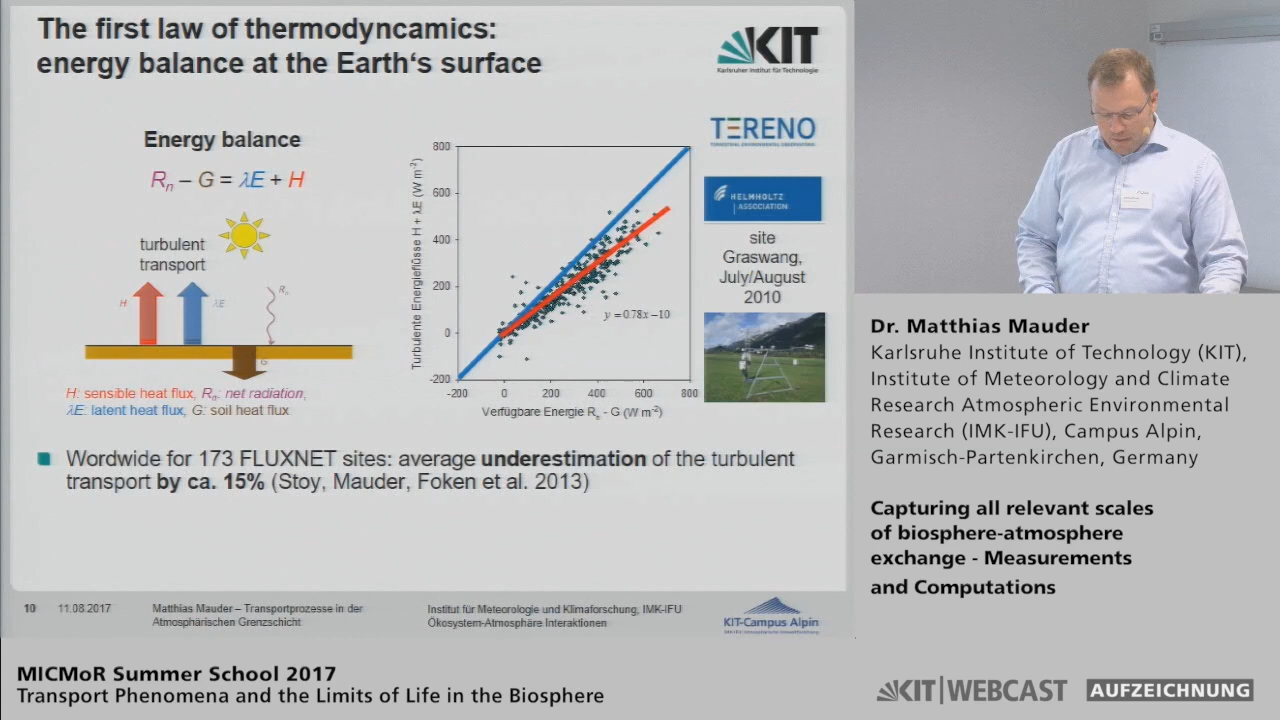 The first law of thermodyncamics:
energy balance at the Earth's surface
KIT
Karlsruher Institut für Technologie
Energy balance
Rn – G = λE + H
turbulent
transport
H
λE
Rn
G
H: sensible heat flux, Rn: net radiation,
λE: latent heat flux, G: soil heat flux
Turbulente Energieflüsse H + λE (W m-2)
800
600
400
200
0
-200
y = 0.78x − 10
-200 0 200 400 600 800
Verfügbare Energie Rn - G (W m-2)
TERENO
TERRESTRIAL ENVIRONMENTAL OBSERVATORIES
HELMHOLTZ
ASSOCIATION
site
Graswang,
July/August
2010
Wordwide for 173 FLUXNET sites: average underestimation of the turbulent
transport by ca. 15% (Stoy, Mauder, Foken et al. 2013)
10 11.08.2017 Matthias Mauder – Transportprozesse in der
Atmosphärischen Grenzschicht
Institut für Meteorologie und Klimaforschung, IMK-IFU
Ökosystem-Atmosphäre Interaktionen
KIT-Campus Alpin
Dr. Matthias Mauder
Karlsruhe Institute of Technology (KIT),
Institute of Meteorology and Climate
Research Atmospheric Environmental
Research (IMK-IFU), Campus Alpin,
Garmisch-Partenkirchen, Germany
Capturing all relevant scales
of biosphere-atmosphere
exchange - Measurements
and Computations
MICMoR Summer School 2017
Transport Phenomena and the Limits of Life in the Biosphere
KIT|WEBCAST AUFZEICHNUNG